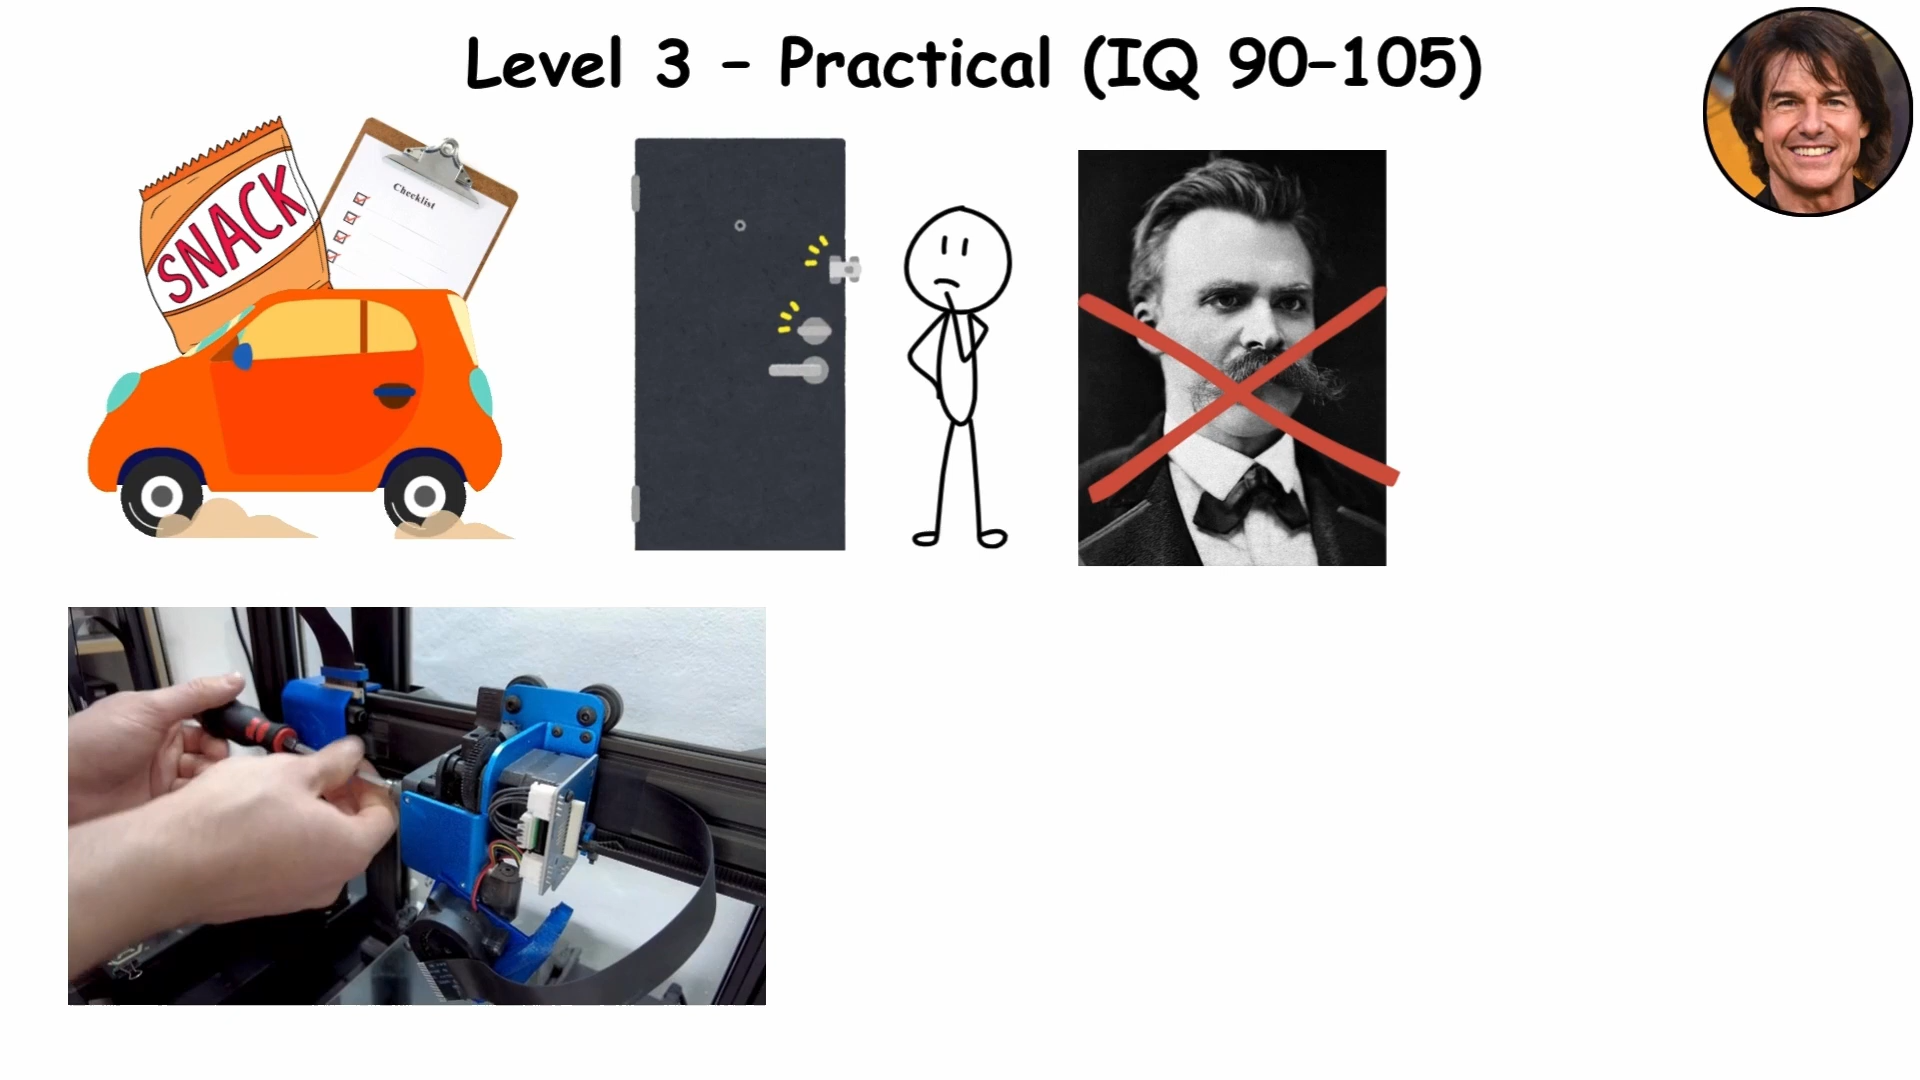 Level 3 – Practical (IQ 90–105)
SNACK
Checklist